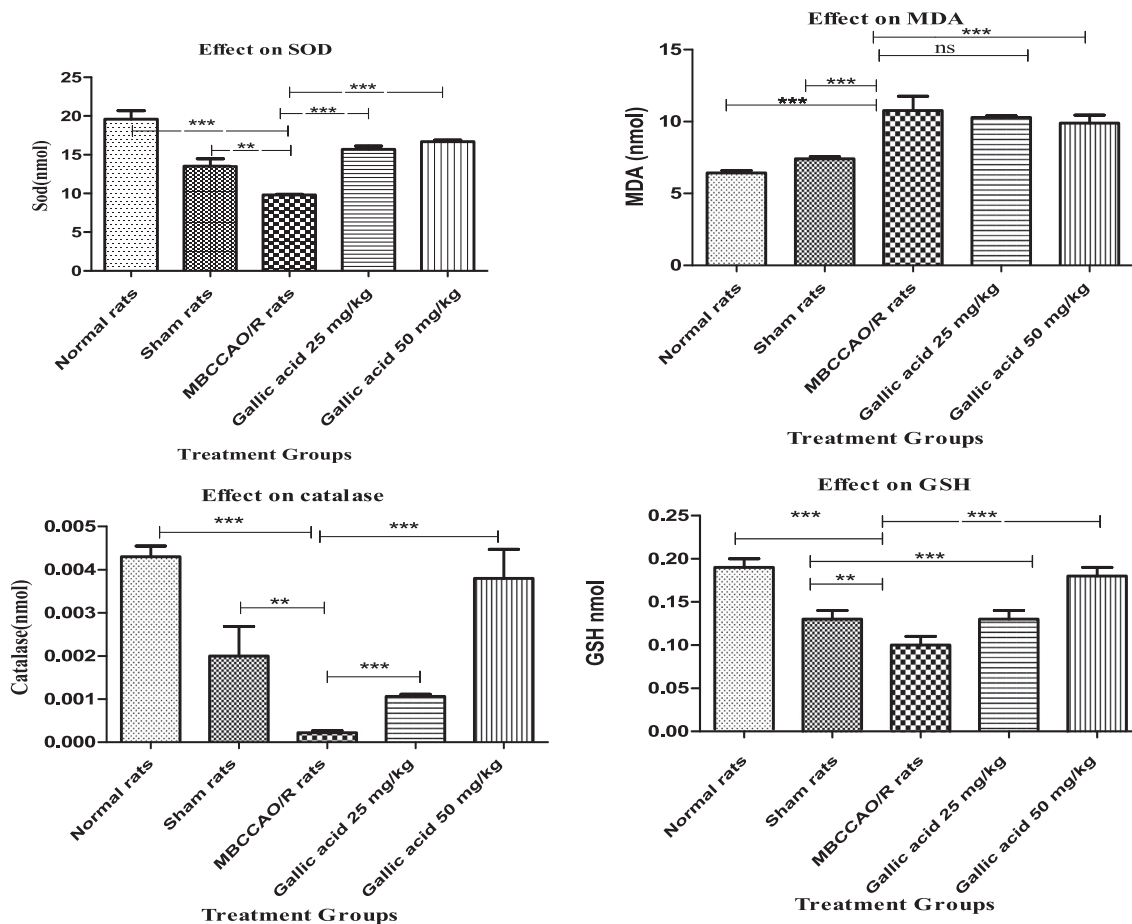 Effect on SOD
Sod(nmol)
25
20
15
10
5
0
***
***
***
**
Normal rats
Sham rats
MBCCAO/R rats
Gallic acid 25 mg/kg
Gallic acid 50 mg/kg
Treatment Groups
Effect on MDA
MDA (nmol)
15
10
5
0
***
ns
***
***
Normal rats
Sham rats
MBCCAO/R rats
Gallic acid 25 mg/kg
Gallic acid 50 mg/kg
Treatment Groups
Effect on catalase
Catalase(nmol)
0.005
0.004
0.003
0.002
0.001
0.000
***
***
**
***
Normal rats
Sham rats
MBCCAO/R rats
Gallic acid 25 mg/kg
Gallic acid 50 mg/kg
Treatment Groups
Effect on GSH
GSH nmol
0.25
0.20
0.15
0.10
0.05
0.00
***
***
***
**
Normal rats
Sham rats
MBCCAO/R rats
Gallic acid 25 mg/kg
Gallic acid 50 mg/kg
Treatment Groups